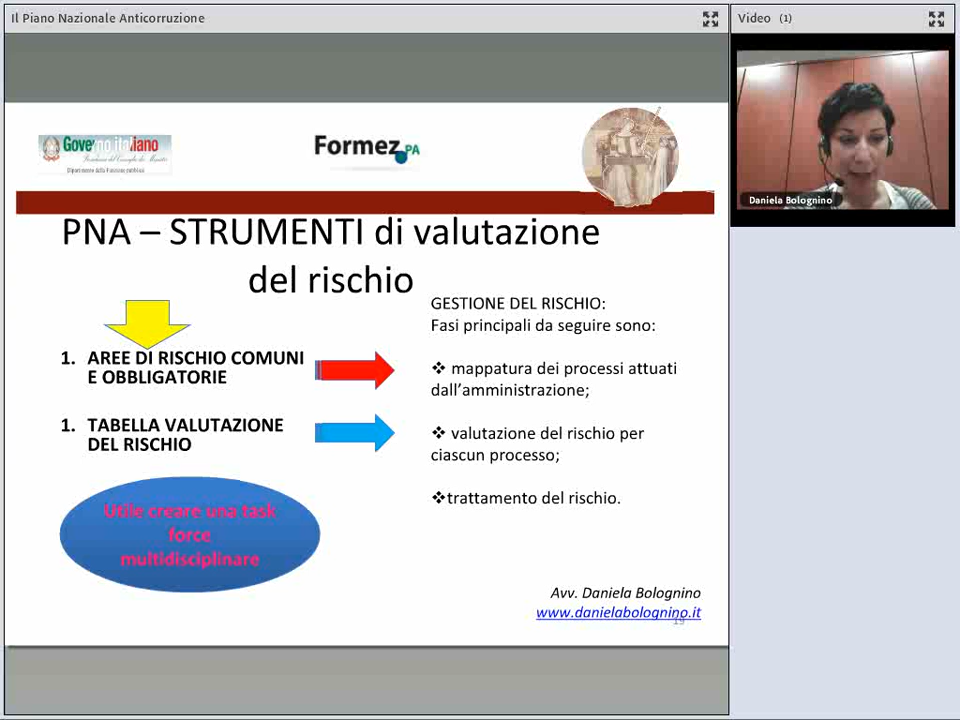 Il Piano Nazionale Anticorruzione
Video (1)
Governo italiano
Formez PA
Daniela Bolognino
PNA – STRUMENTI di valutazione
del rischio
1. AREE DI RISCHIO COMUNI
E OBBLIGATORIE
1. TABELLA VALUTAZIONE
DEL RISCHIO
Utile creare una task
force
multidisciplinare
GESTIONE DEL RISCHIO:
Fasi principali da seguire sono:
❖ mappatura dei processi attuati
dall’amministrazione;
❖ valutazione del rischio per
ciascun processo;
❖trattamento del rischio.
Avv. Daniela Bolognino
www.danielabolognino.it
19